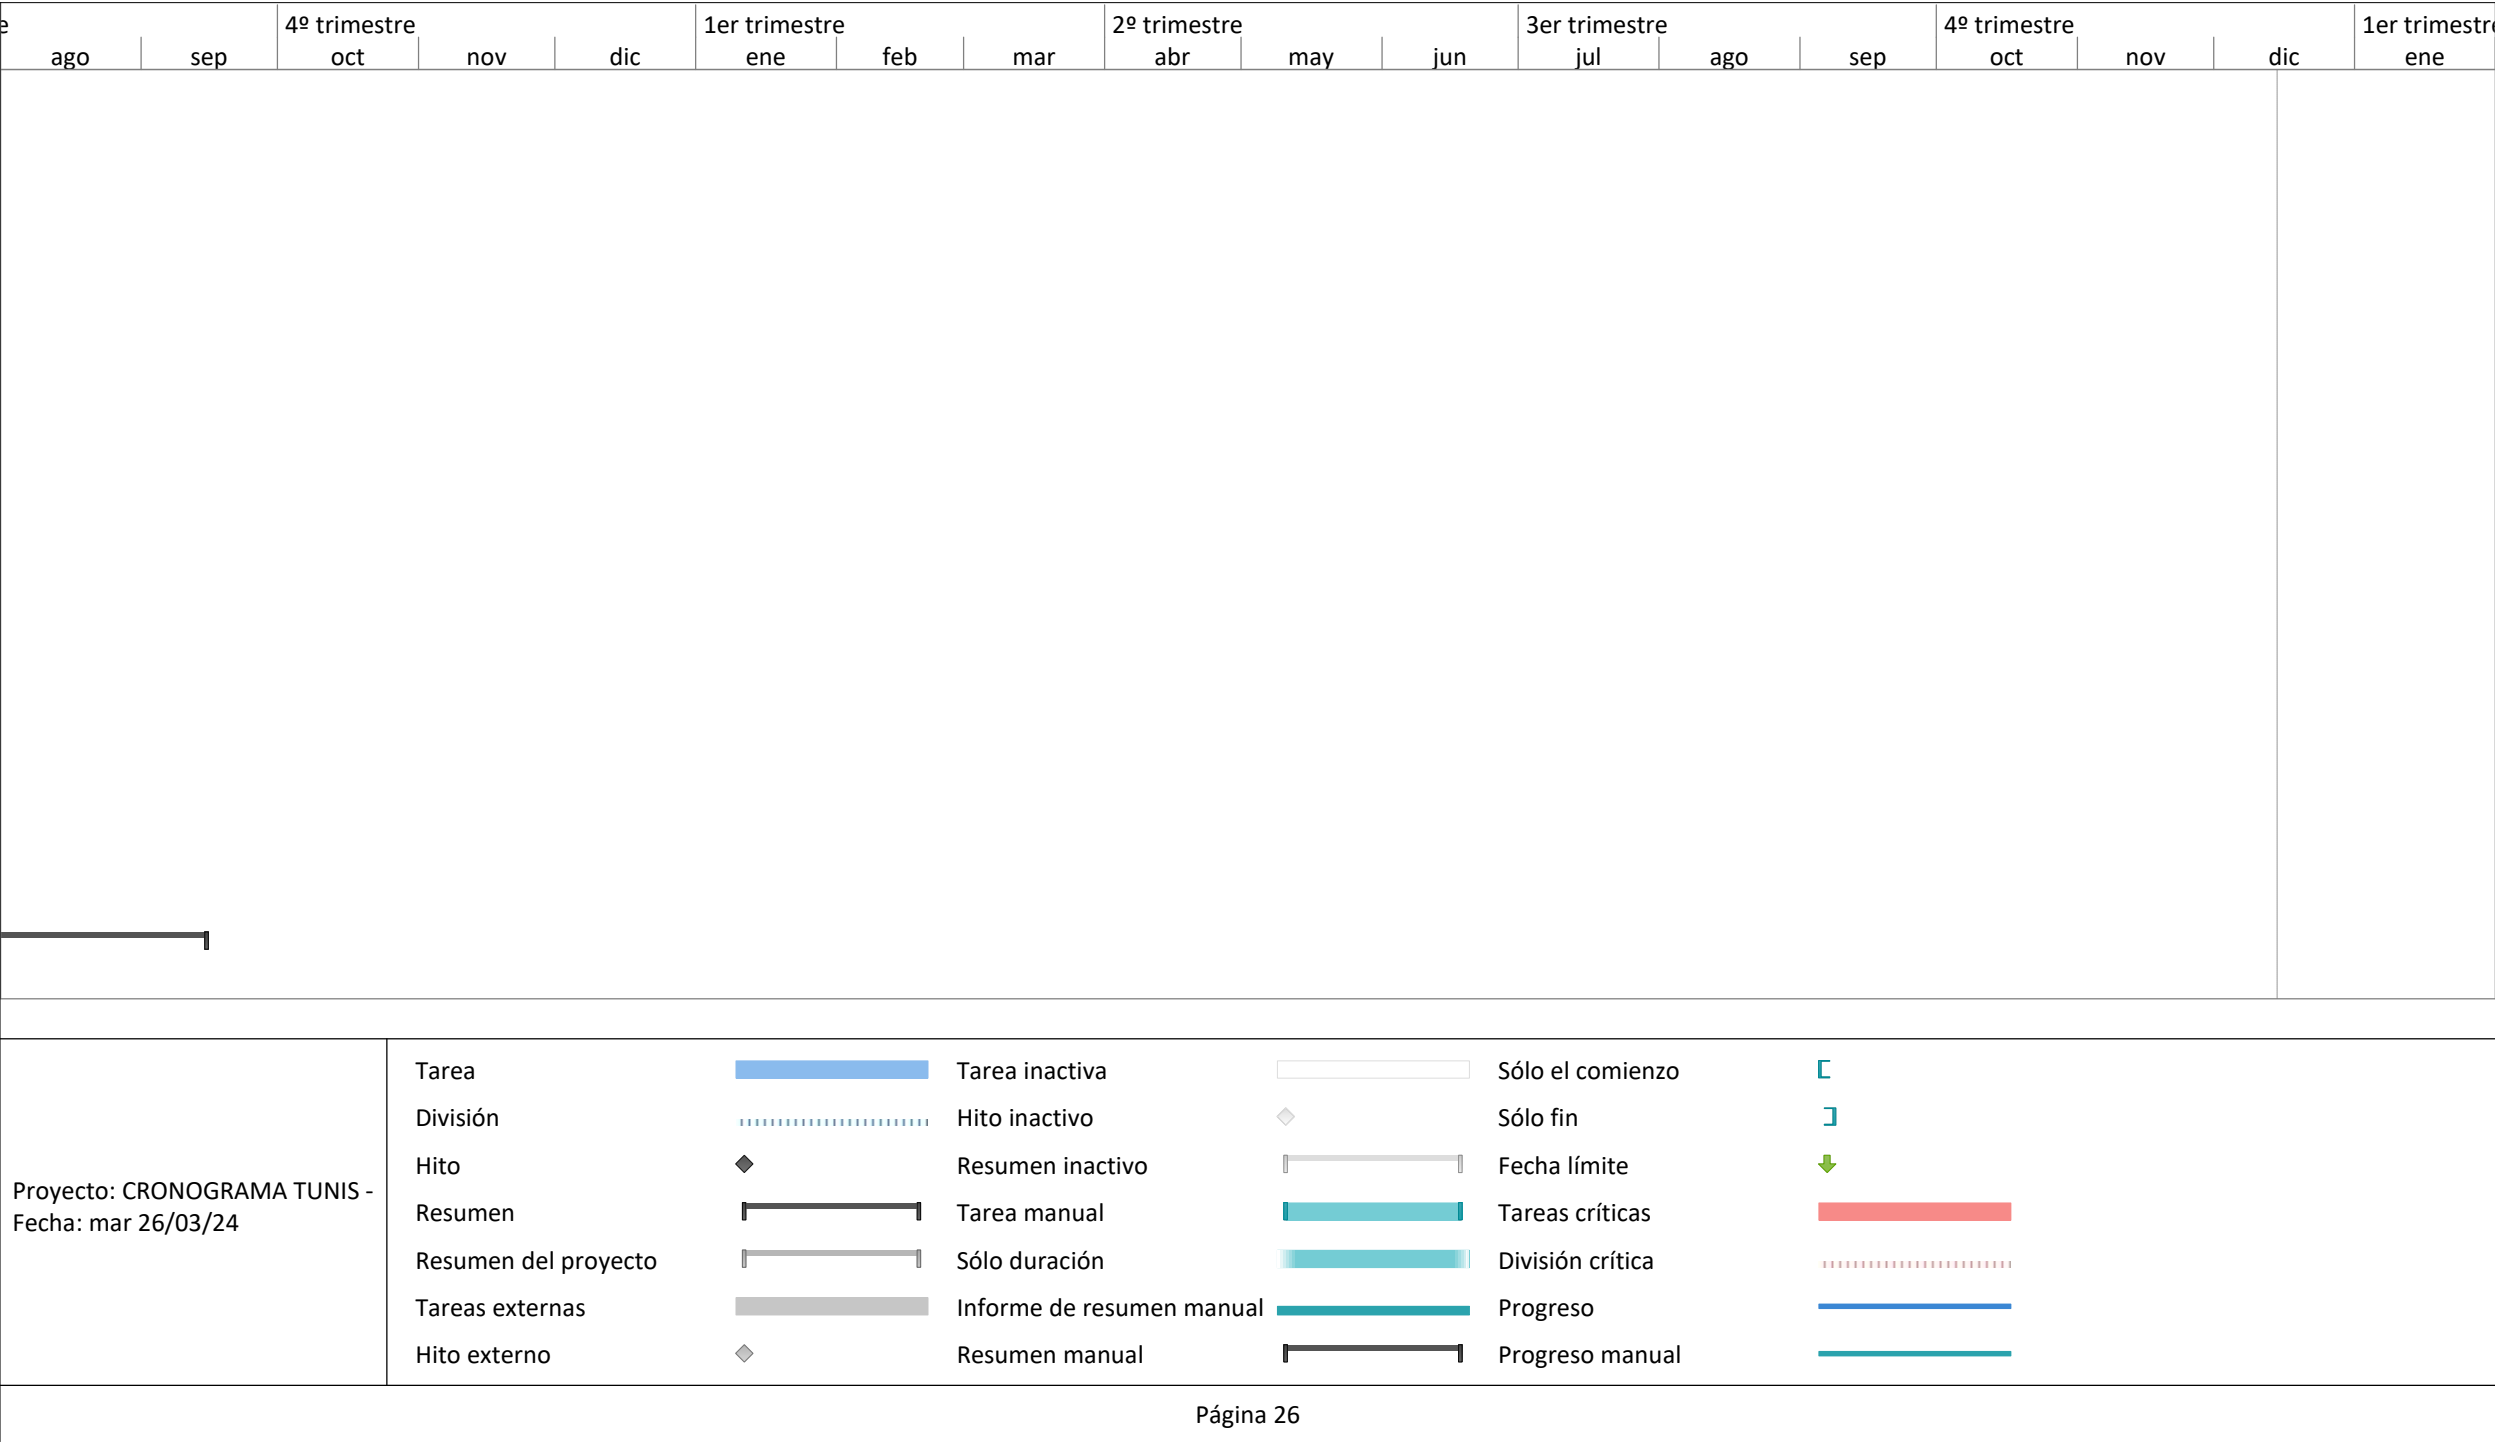 e 4º trimestre 1er trimestre 2º trimestre 3er trimestre 4º trimestre 1er trimestre
ago sep oct nov dic ene feb mar abr may jun jul ago sep oct nov dic ene
Tarea Tarea inactiva Sólo el comienzo
División Hito inactivo Sólo fin
Hito Resumen inactivo Fecha límite
Proyecto: CRONOGRAMA TUNIS -
Fecha: mar 26/03/24
Resumen Tarea manual Tareas críticas
Resumen del proyecto Sólo duración División crítica
Tareas externas Informe de resumen manual Progreso
Hito externo Resumen manual Progreso manual
Página 26